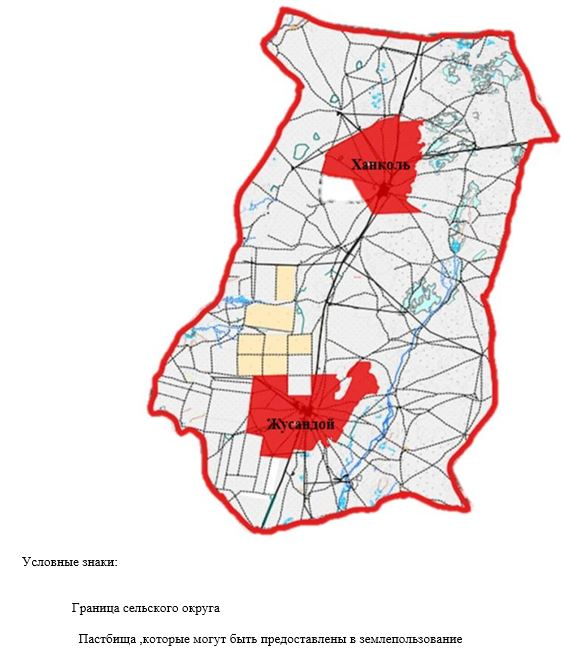 Ханколь
Жусандой
Условные знаки:
Граница сельского округа
Пастбища ,которые могут быть предоставлены в землепользование